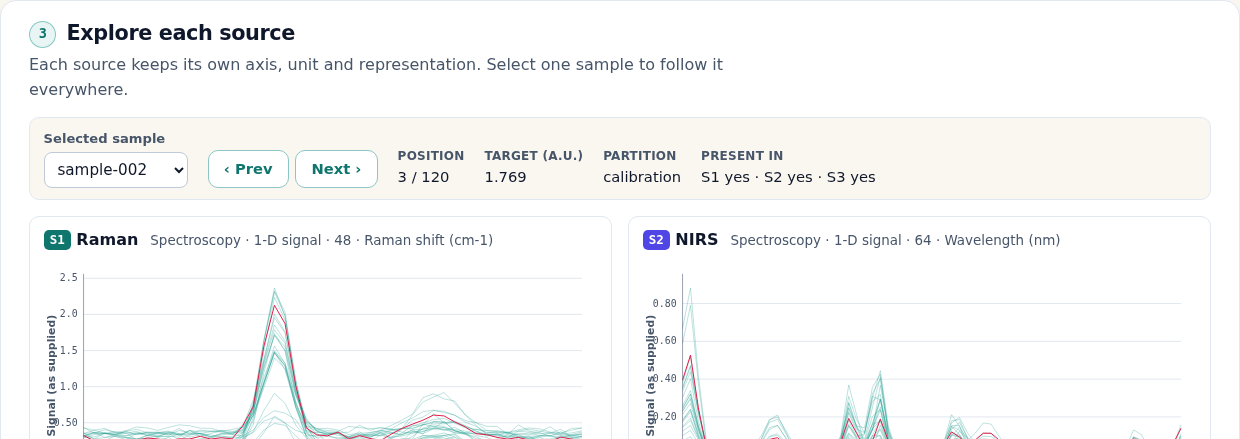 3 Explore each source
Each source keeps its own axis, unit and representation. Select one sample to follow it
everywhere.
Selected sample
sample-002
‹ Prev
Next ›
POSITION
3 / 120
TARGET (A.U.)
1.769
PARTITION
calibration
PRESENT IN
S1 yes · S2 yes · S3 yes
S1 Raman Spectroscopy · 1-D signal · 48 · Raman shift (cm-1)
Signal (as supplied)
2.5
2.0
1.5
1.0
0.50
S2 NIRS Spectroscopy · 1-D signal · 64 · Wavelength (nm)
Signal (as supplied)
0.80
0.60
0.40
0.20